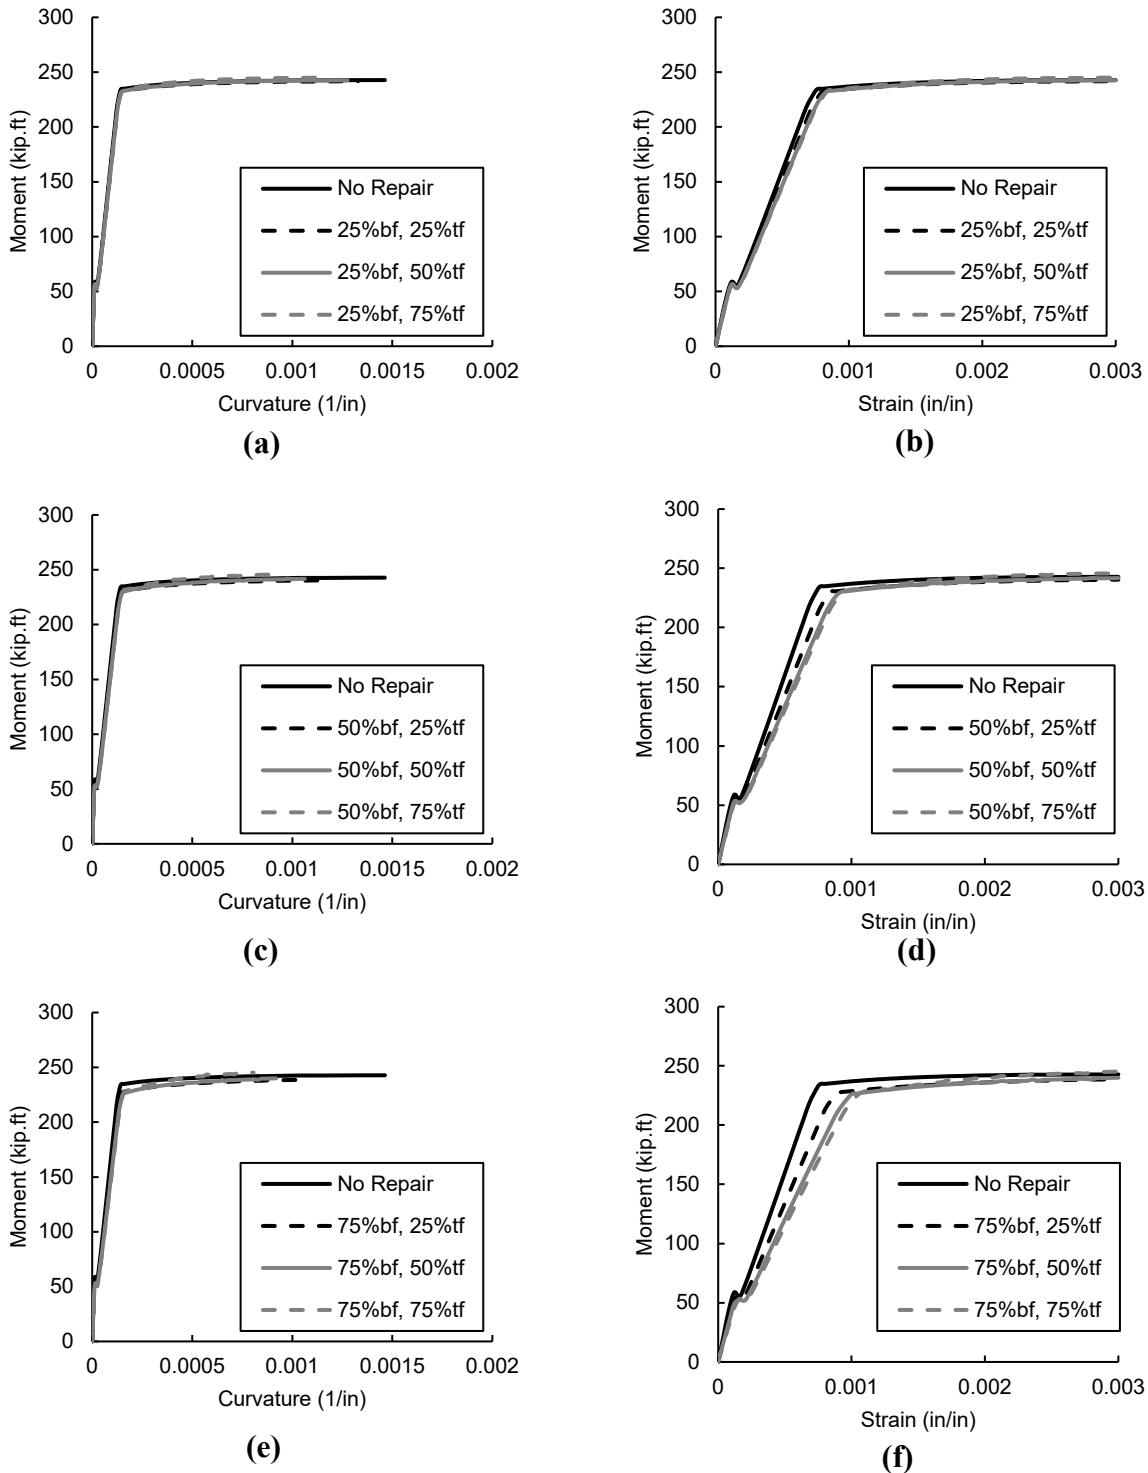 300
250
200
150
100
50
0
Moment (kip.ft)
No Repair
25%bf, 25%tf
25%bf, 50%tf
25%bf, 75%tf
0 0.0005 0.001 0.0015 0.002
Curvature (1/in)
(a)
300
250
200
150
100
50
0
Moment (kip.ft)
No Repair
25%bf, 25%tf
25%bf, 50%tf
25%bf, 75%tf
0 0.001 0.002 0.003
Strain (in/in)
(b)
300
250
200
150
100
50
0
Moment (kip.ft)
No Repair
50%bf, 25%tf
50%bf, 50%tf
50%bf, 75%tf
0 0.0005 0.001 0.0015 0.002
Curvature (1/in)
(c)
300
250
200
150
100
50
0
Moment (kip.ft)
No Repair
50%bf, 25%tf
50%bf, 50%tf
50%bf, 75%tf
0 0.001 0.002 0.003
Strain (in/in)
(d)
300
250
200
150
100
50
0
Moment (kip.ft)
No Repair
75%bf, 25%tf
75%bf, 50%tf
75%bf, 75%tf
0 0.0005 0.001 0.0015 0.002
Curvature (1/in)
(e)
300
250
200
150
100
50
0
Moment (kip.ft)
No Repair
75%bf, 25%tf
75%bf, 50%tf
75%bf, 75%tf
0 0.001 0.002 0.003
Strain (in/in)
(f)